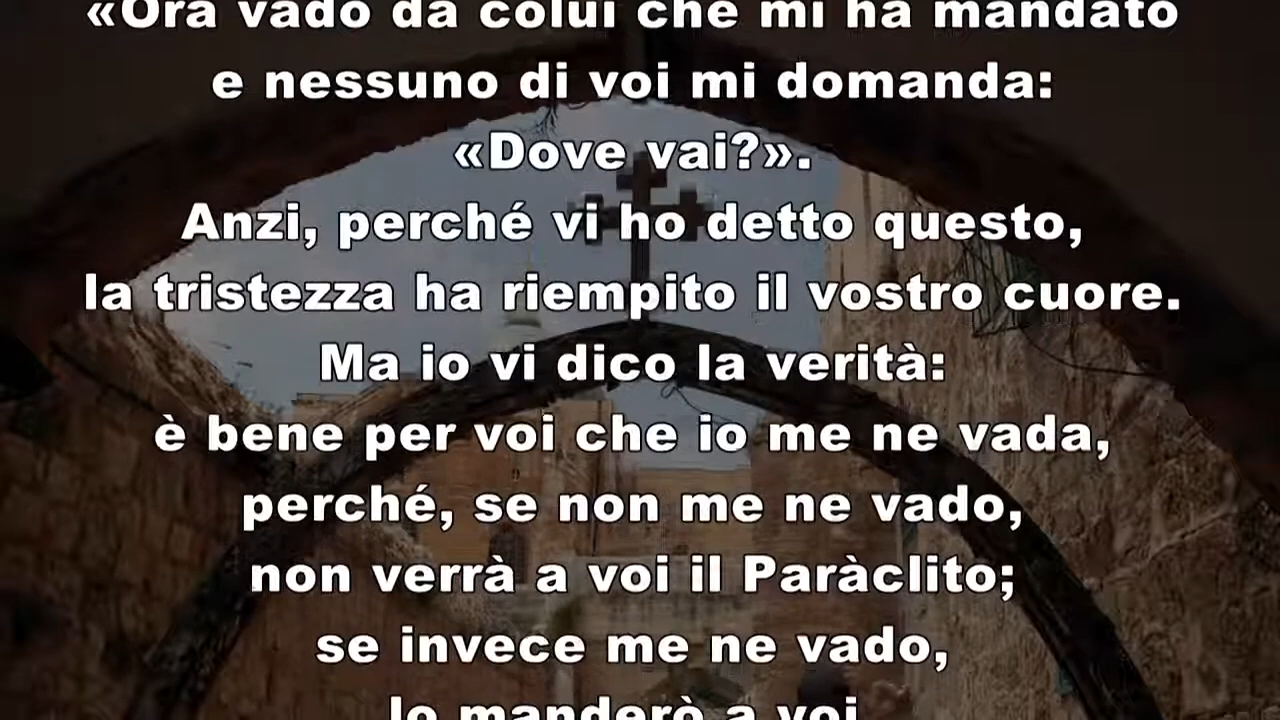 «Ora vado da colui che mi ha mandato
e nessuno di voi mi domanda:
«Dove vai?».
Anzi, perché vi ho detto questo,
la tristezza ha riempito il vostro cuore.
Ma io vi dico la verità:
è bene per voi che io me ne vada,
perché, se non me ne vado,
non verrà a voi il Paràclito;
se invece me ne vado,
lo manderò a voi